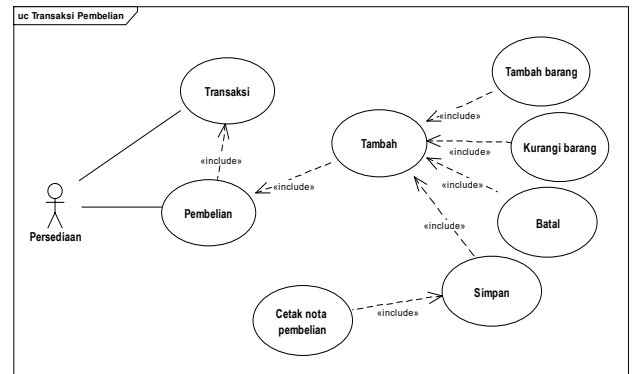 uc Transaksi Pembelian
Transaksi
«include»
Pembelian
Persediaan
«include»
Tambah
Tambah barang
«include»
Kurangi barang
«include»
«include»
Batal
«include»
Simpan
Cetak nota
pembelian
«include»